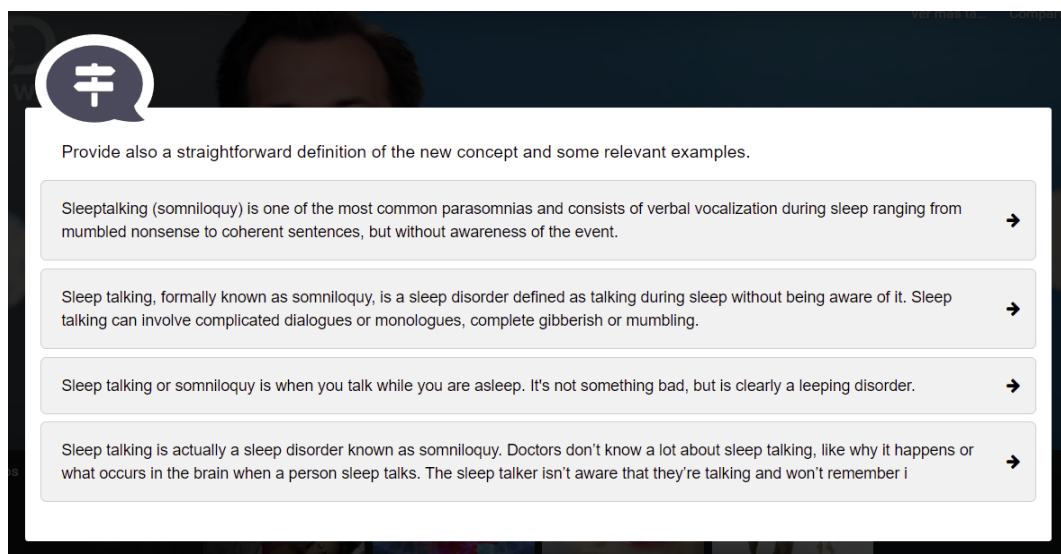 Ver más ta...
Provide also a straightforward definition of the new concept and some relevant examples.
Sleeptalking (somniloquy) is one of the most common parasomnias and consists of verbal vocalization during sleep ranging from
mumbled nonsense to coherent sentences, but without awareness of the event.
Sleep talking, formally known as somniloquy, is a sleep disorder defined as talking during sleep without being aware of it. Sleep
talking can involve complicated dialogues or monologues, complete gibberish or mumbling.
Sleep talking or somniloquy is when you talk while you are asleep. It's not something bad, but is clearly a leeping disorder.
Sleep talking is actually a sleep disorder known as somniloquy. Doctors don’t know a lot about sleep talking, like why it happens or
what occurs in the brain when a person sleep talks. The sleep talker isn’t aware that they’re talking and won’t remember i